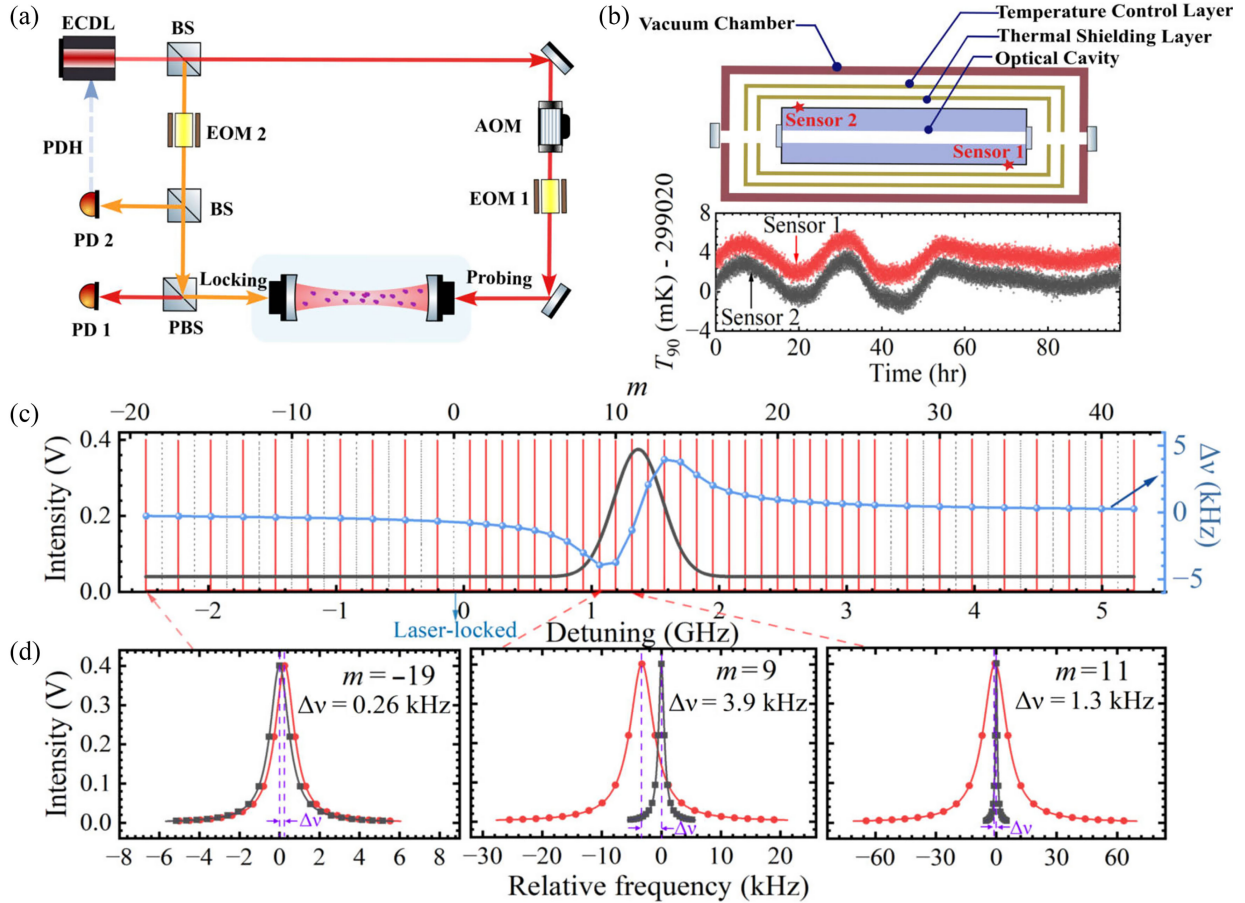 (a)
ECDL
BS
EOM 2
AOM
PDH
EOM 1
BS
PD 2
Locking
Probing
PD 1
PBS
(b)
Vacuum Chamber
Temperature Control Layer
Thermal Shielding Layer
Optical Cavity
Sensor 2
Sensor 1
T90 (mK) - 299020
8
4
0
−4
Sensor 1
Sensor 2
0 20 40 60 80
Time (hr)
(c)
m
−20 −10 0 10 20 30 40
Intensity (V)
0.4
0.2
0.0
5
0
−5
Δν (kHz)
−2 −1 0 1 2 3 4 5
Laser-locked
Detuning (GHz)
(d)
Intensity (V)
0.4
0.3
0.2
0.1
0.0
m = −19
Δν = 0.26 kHz
Δν
−8 −6 −4 −2 0 2 4 6 8
m = 9
Δν = 3.9 kHz
Δν
−30 −20 −10 0 10 20
m = 11
Δν = 1.3 kHz
Δν
−60 −30 0 30 60
Relative frequency (kHz)